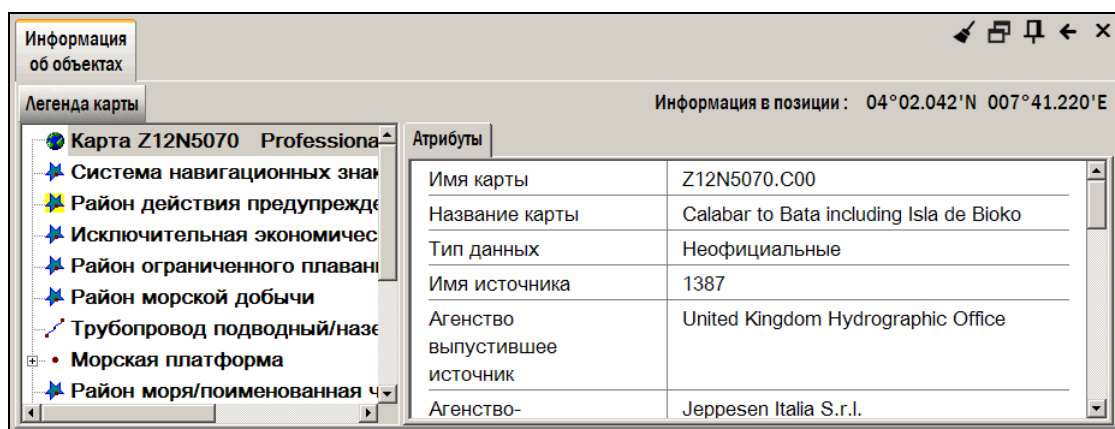 Информация
об объектах
Легенда карты
Информация в позиции : 04°02.042'N 007°41.220'E
Карта Z12N5070 Professiona
Система навигационных знак
Район действия предупрежде
Исключительная экономичес
Район ограниченного плаван
Район морской добычи
Трубопровод подводный/назе
Морская платформа
Район моря/поименованная ч
Атрибуты
Имя карты Z12N5070.C00
Название карты Calabar to Bata including Isla de Bioko
Тип данных Неофициальные
Имя источника 1387
Агенство United Kingdom Hydrographic Office
выпустившее
источник
Агенство- Jeppesen Italia S.r.l.